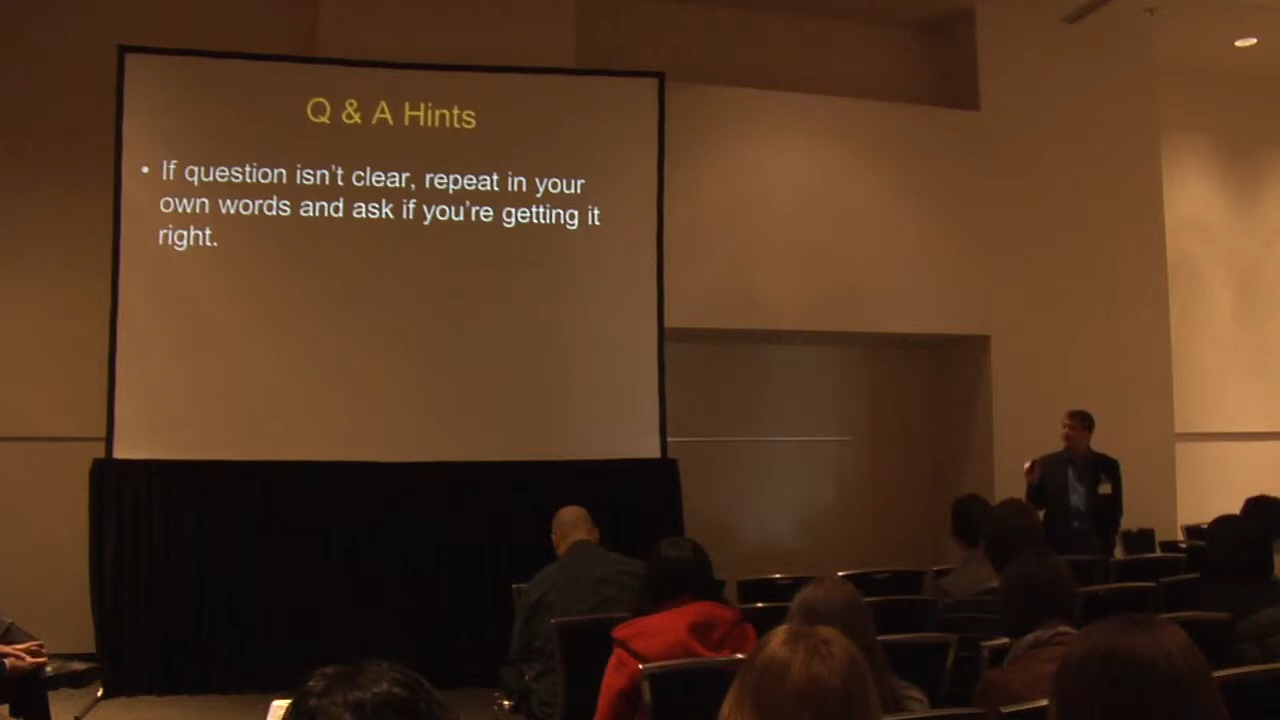 Q & A Hints
• If question isn't clear, repeat in your
own words and ask if you're getting it
right.